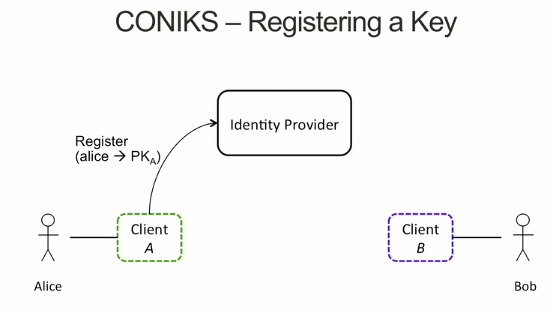 CONIKS – Registering a Key
Identity Provider
Register
(alice → PKA)
Client
A
Client
B
Alice
Bob